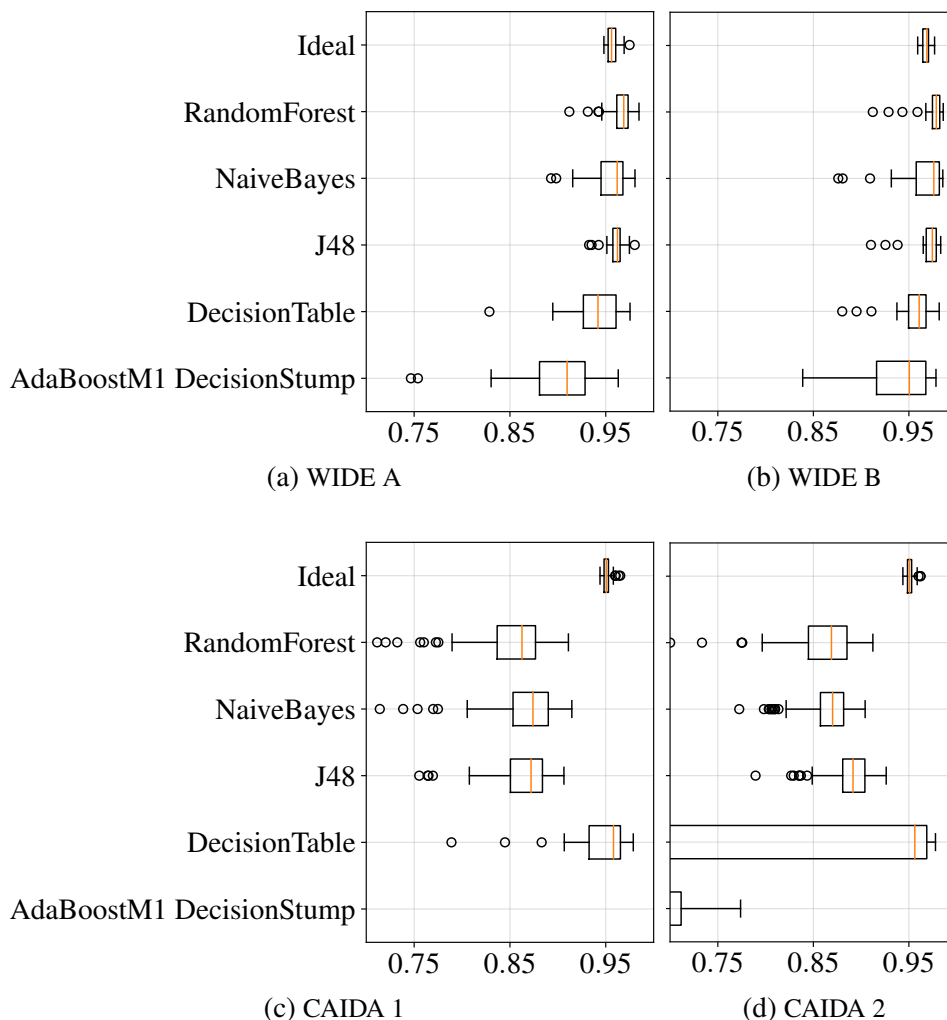 Ideal
RandomForest
NaiveBayes
J48
DecisionTable
AdaBoostM1 DecisionStump
0.75 0.85 0.95
0.75 0.85 0.95
(a) WIDE A
(b) WIDE B
Ideal
RandomForest
NaiveBayes
J48
DecisionTable
AdaBoostM1 DecisionStump
0.75 0.85 0.95
0.75 0.85 0.95
(c) CAIDA 1
(d) CAIDA 2